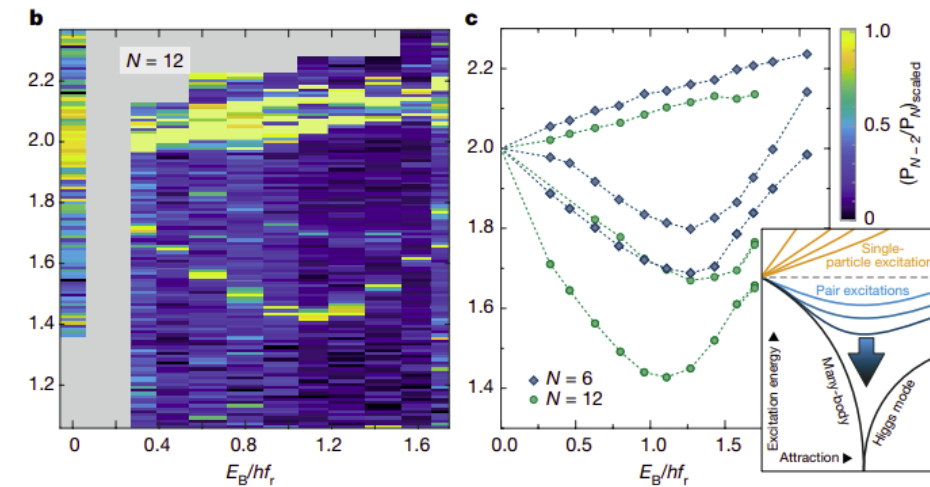 b
N = 12
2.2
2.0
1.8
1.6
1.4
1.2
0 0.4 0.8 1.2 1.6
E_B/hf_r
c
2.2
2.0
1.8
1.6
1.4
N = 6
N = 12
0.0 0.5 1.0 1.5
E_B/hf_r
1.0
0.5
0
(P_{N−2}/P_N)_scaled
Single-
particle excitation
Pair excitations
Many-body
Higgs mode
Excitation energy
Attraction